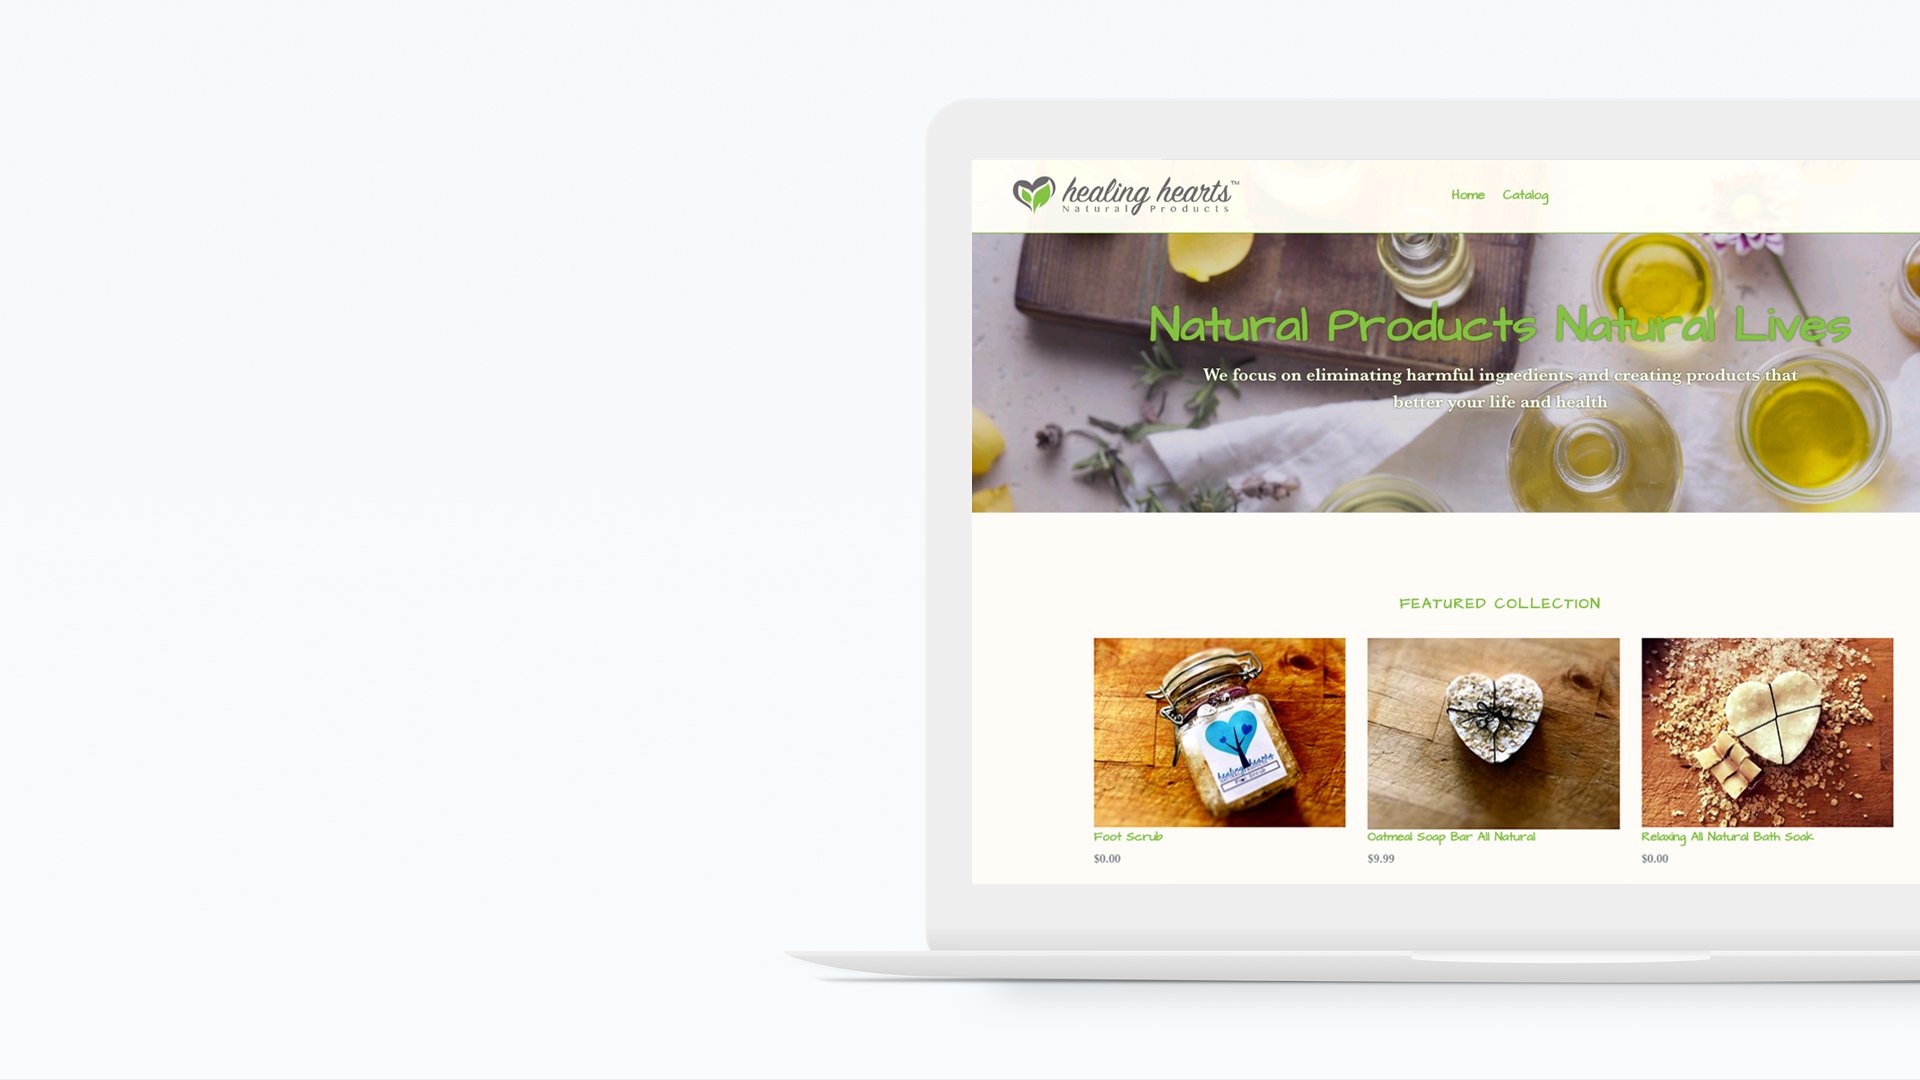 healing hearts™
Natural Products
Home Catalog
Natural Products Natural Lives
We focus on eliminating harmful ingredients and creating products that
better your life and health
FEATURED COLLECTION
healing hearts
Foot Scrub
Oatmeal Soap Bar All Natural
Relaxing All Natural Bath Soak
$0.00
$9.99
$0.00